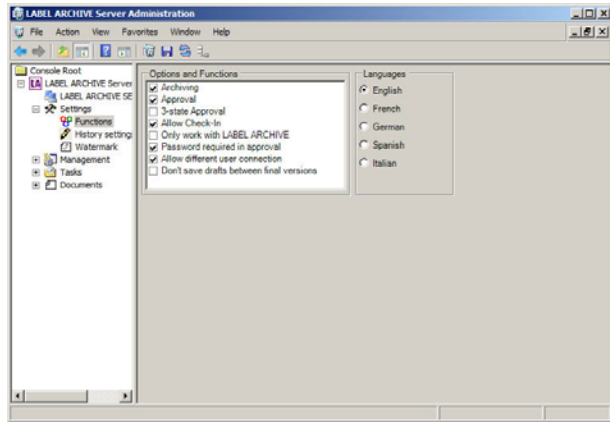 LABEL ARCHIVE Server Administration
File Action View Favorites Window Help
Console Root
LABEL ARCHIVE Server
LABEL ARCHIVE SE
Settings
Functions
History setting
Watermark
Management
Tasks
Documents
Options and Functions
Archiving
Approval
3-state Approval
Allow Check-In
Only work with LABEL ARCHIVE
Password required in approval
Allow different user connection
Don't save drafts between final versions
Languages
English
French
German
Spanish
Italian